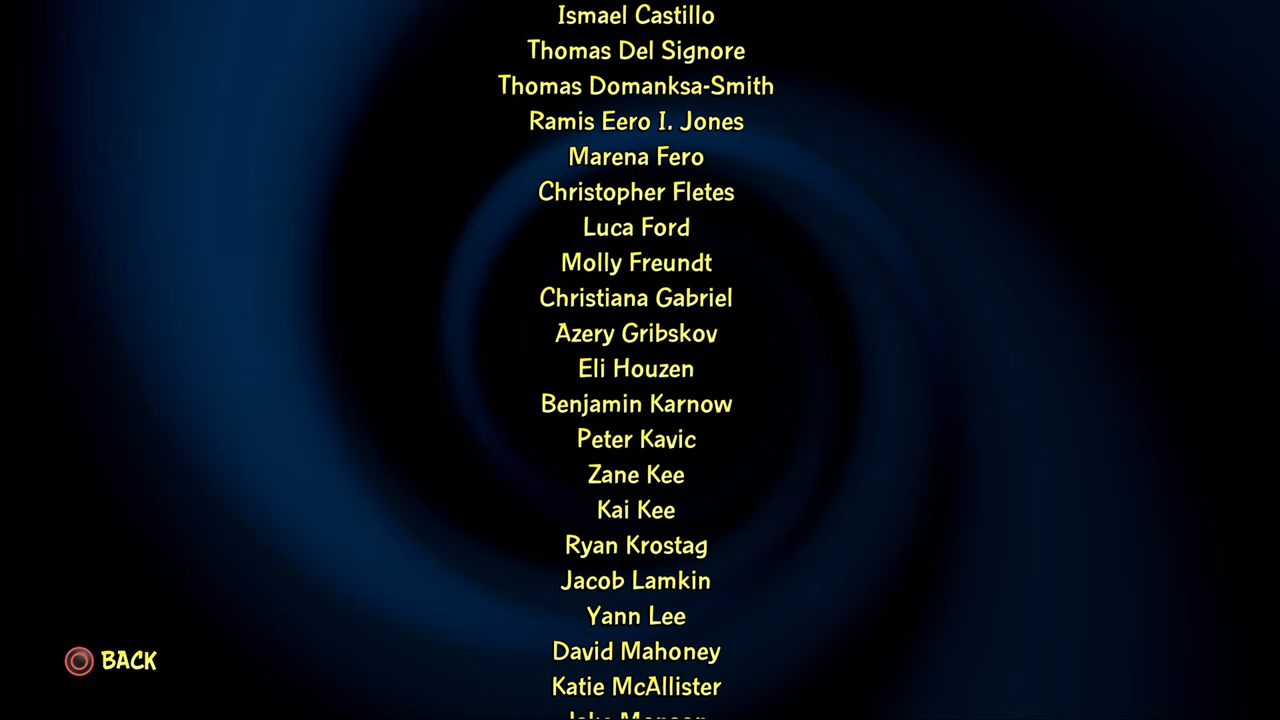 Ismael Castillo
Thomas Del Signore
Thomas Domanksa-Smith
Ramis Eero I. Jones
Marena Fero
Christopher Fletes
Luca Ford
Molly Freundt
Christiana Gabriel
Azery Gribskov
Eli Houzen
Benjamin Karnow
Peter Kavic
Zane Kee
Kai Kee
Ryan Krostag
Jacob Lamkin
Yann Lee
David Mahoney
BACK
Katie McAllister